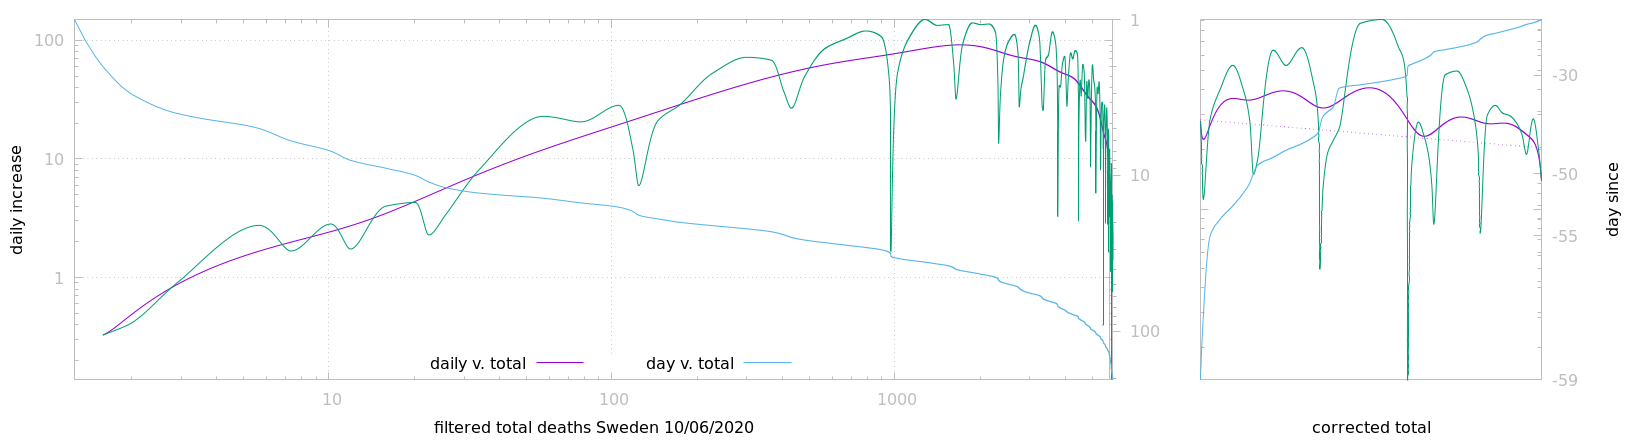 100
10
1
daily increase
10
100
1000
filtered total deaths Sweden 10/06/2020
daily v. total
day v. total
1
10
100
-30
-50
-55
-59
day since
corrected total